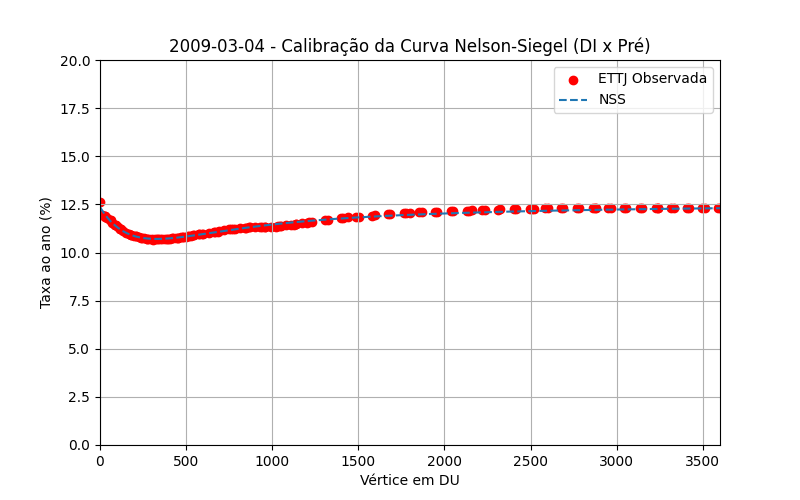 2009-03-04 - Calibração da Curva Nelson-Siegel (DI x Pré)
ETTJ Observada
NSS
Taxa ao ano (%)
20.0
17.5
15.0
12.5
10.0
7.5
5.0
2.5
0.0
0 500 1000 1500 2000 2500 3000 3500
Vértice em DU